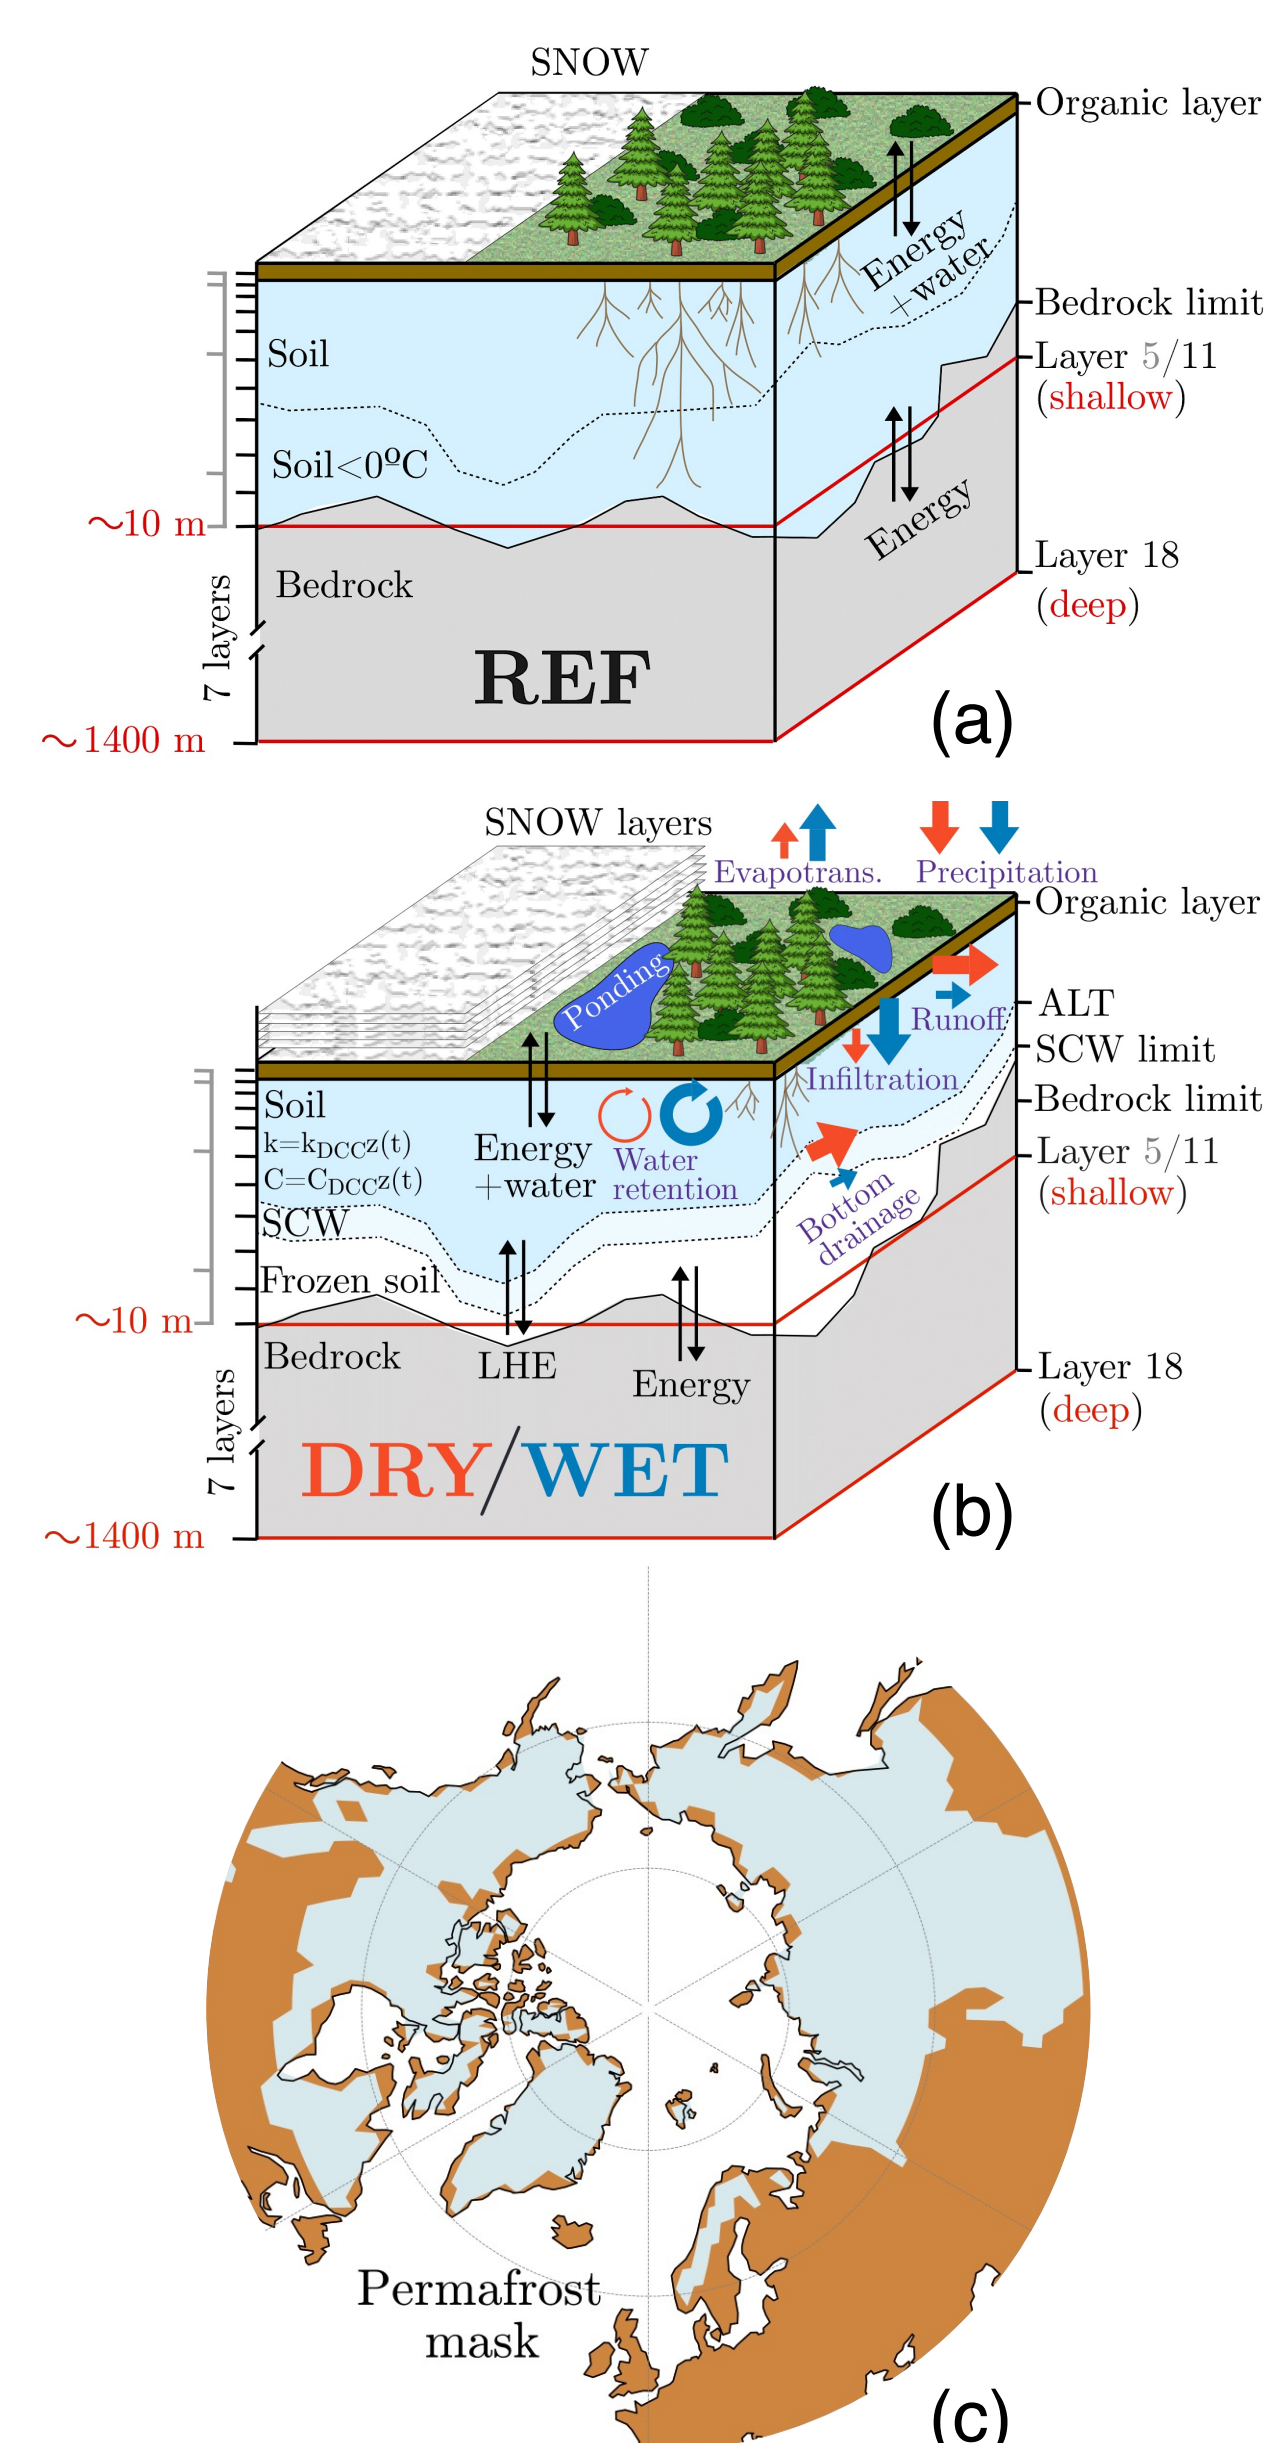 SNOW
Organic layer
Energy
+water
Soil
Bedrock limit
Layer 5/11
(shallow)
Soil<0ºC
~10 m
Energy
Bedrock
Layer 18
(deep)
7 layers
REF
(a)
~1400 m
SNOW layers
Evapotrans.
Precipitation
Organic layer
Ponding
Runoff
ALT
SCW limit
Infiltration
Bedrock limit
Soil
k=kDCCz(t)
C=CDCCz(t)
Energy
+water
Water
retention
Layer 5/11
(shallow)
SCW
Bottom
drainage
Frozen soil
~10 m
Bedrock
LHE
Energy
Layer 18
(deep)
7 layers
DRY/WET
(b)
~1400 m
Permafrost
mask
(c)